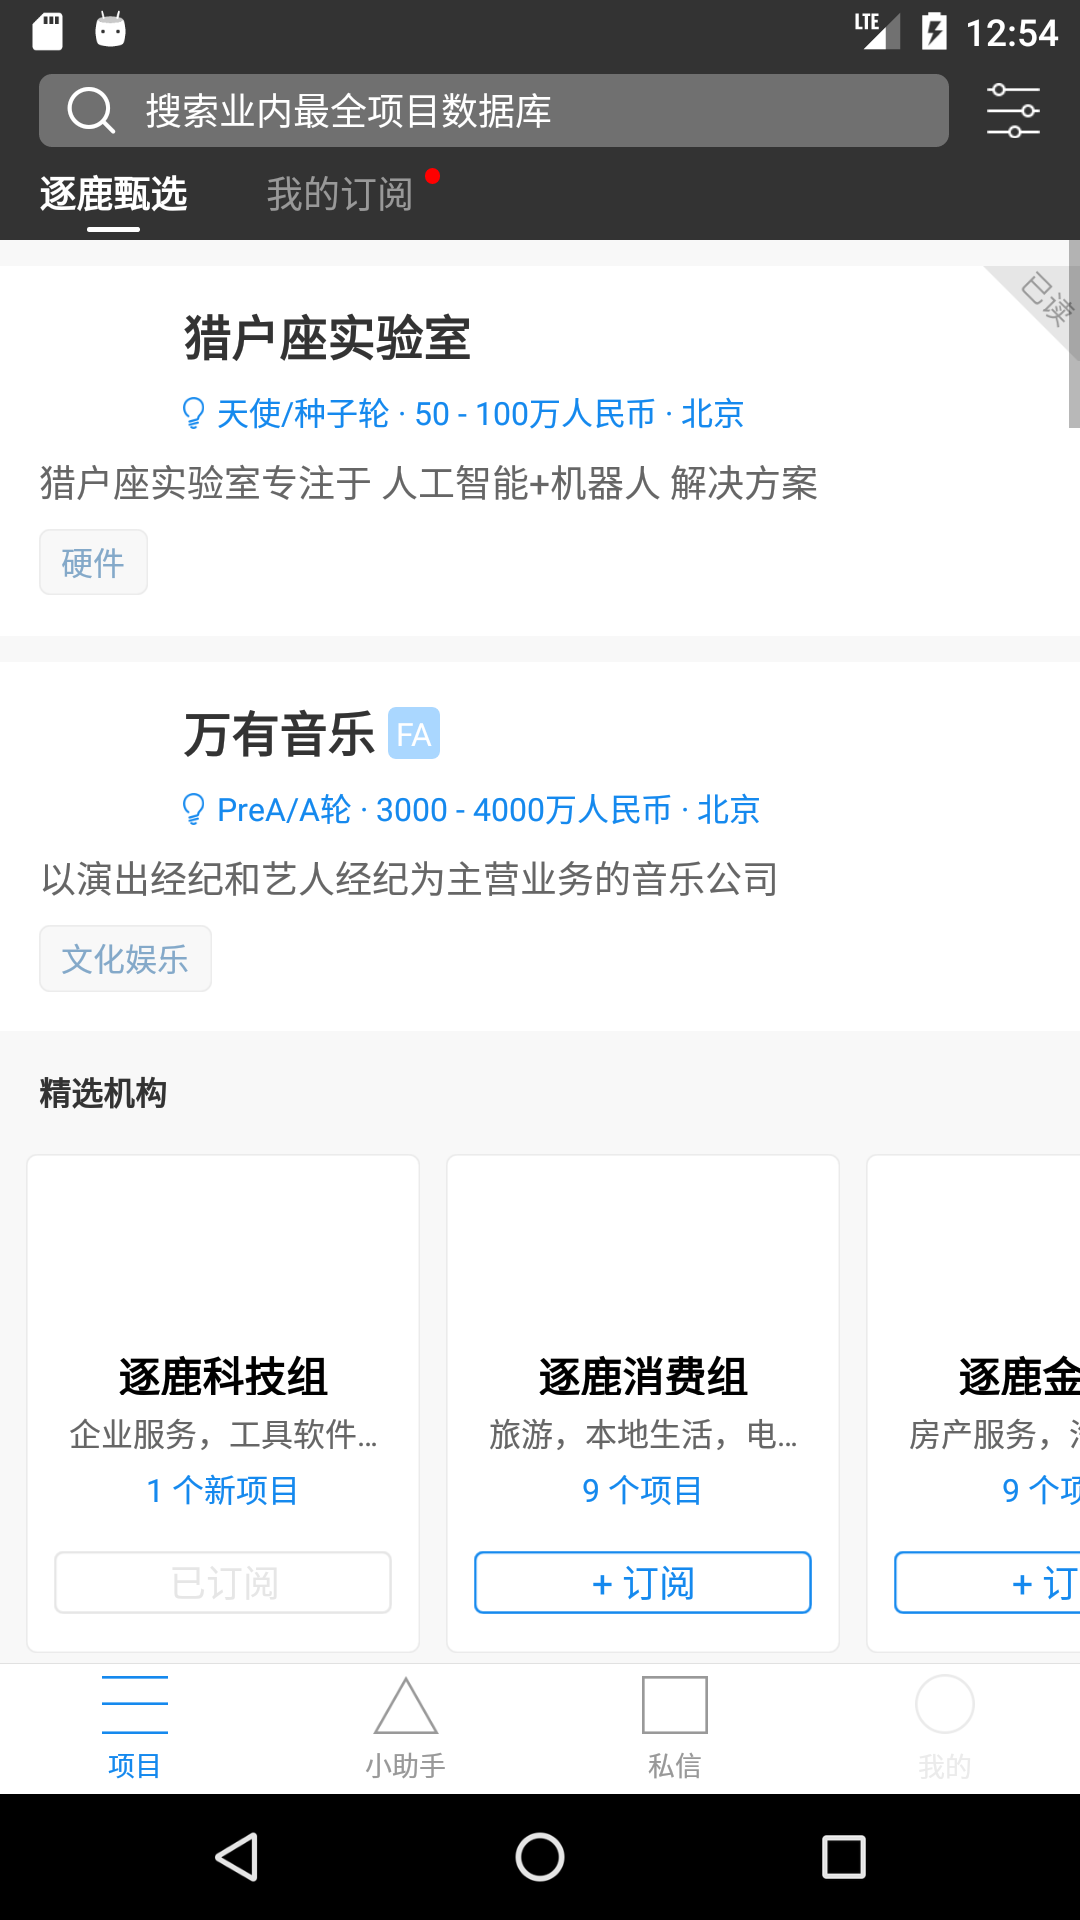 LTE 12:54
搜索业内最全项目数据库
逐鹿甄选 我的订阅
已读
猎户座实验室
天使/种子轮 · 50 - 100万人民币 · 北京
猎户座实验室专注于 人工智能+机器人 解决方案
硬件
万有音乐 FA
PreA/A轮 · 3000 - 4000万人民币 · 北京
以演出经纪和艺人经纪为主营业务的音乐公司
文化娱乐
精选机构
逐鹿科技组 逐鹿消费组 逐鹿金
企业服务，工具软件... 旅游，本地生活，电... 房产服务，
1 个新项目 9 个项目 9 个项
已订阅 + 订阅 + 订
项目 小助手 私信 我的